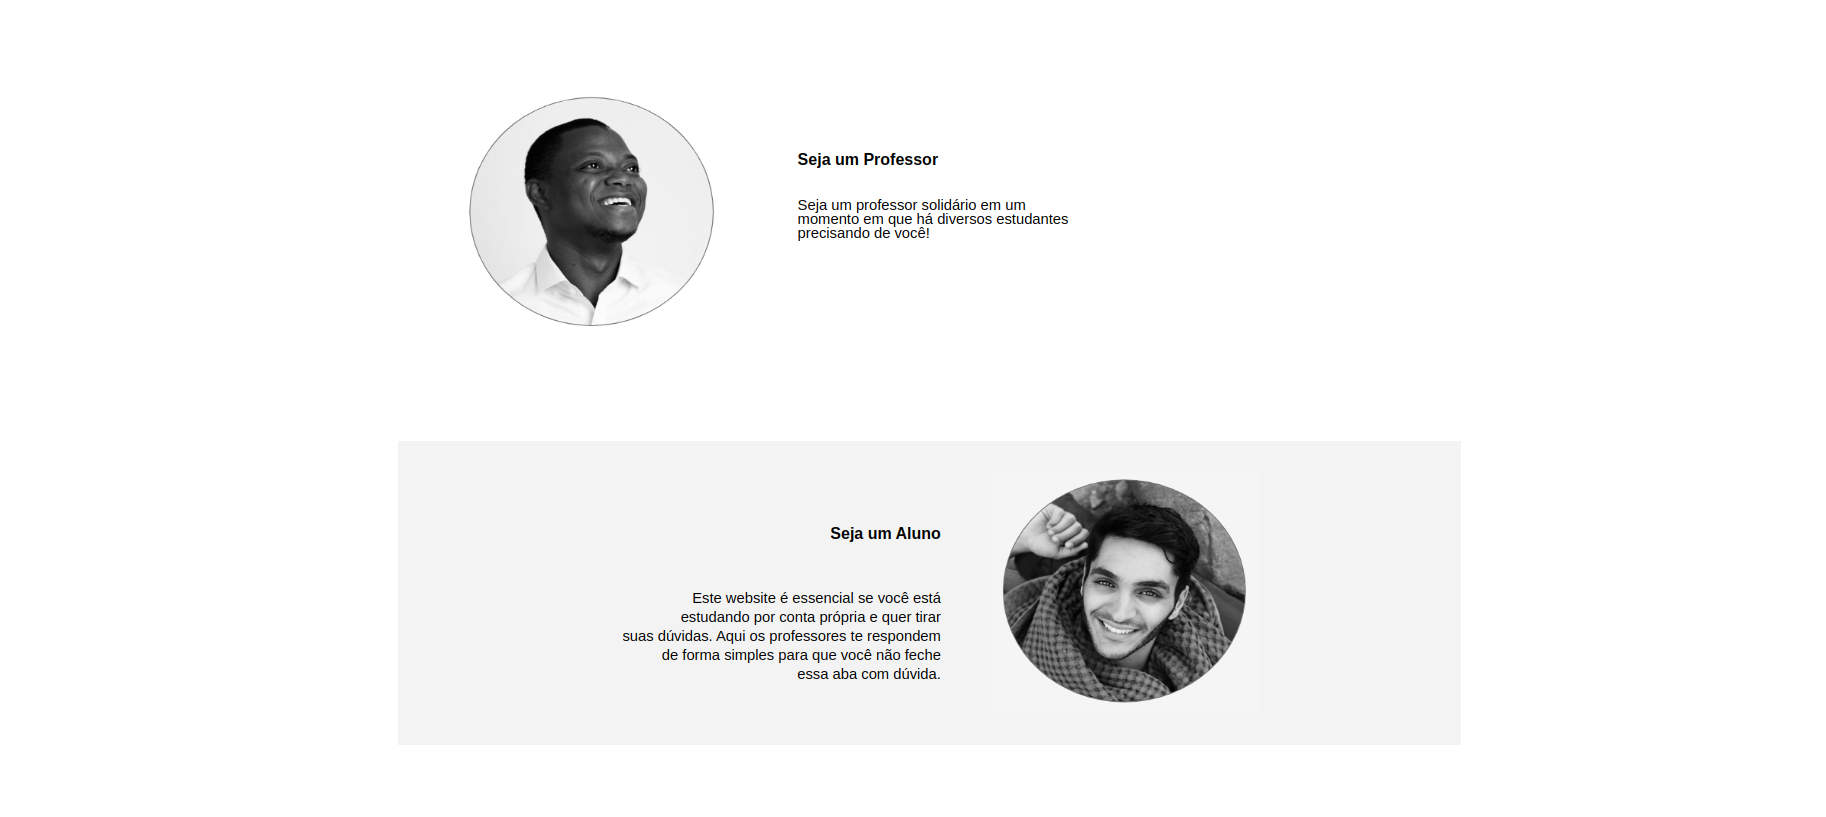 Seja um Professor
Seja um professor solidário em um
momento em que há diversos estudantes
precisando de você!
Seja um Aluno
Este website é essencial se você está
estudando por conta própria e quer tirar
suas dúvidas. Aqui os professores te respondem
de forma simples para que você não feche
essa aba com dúvida.